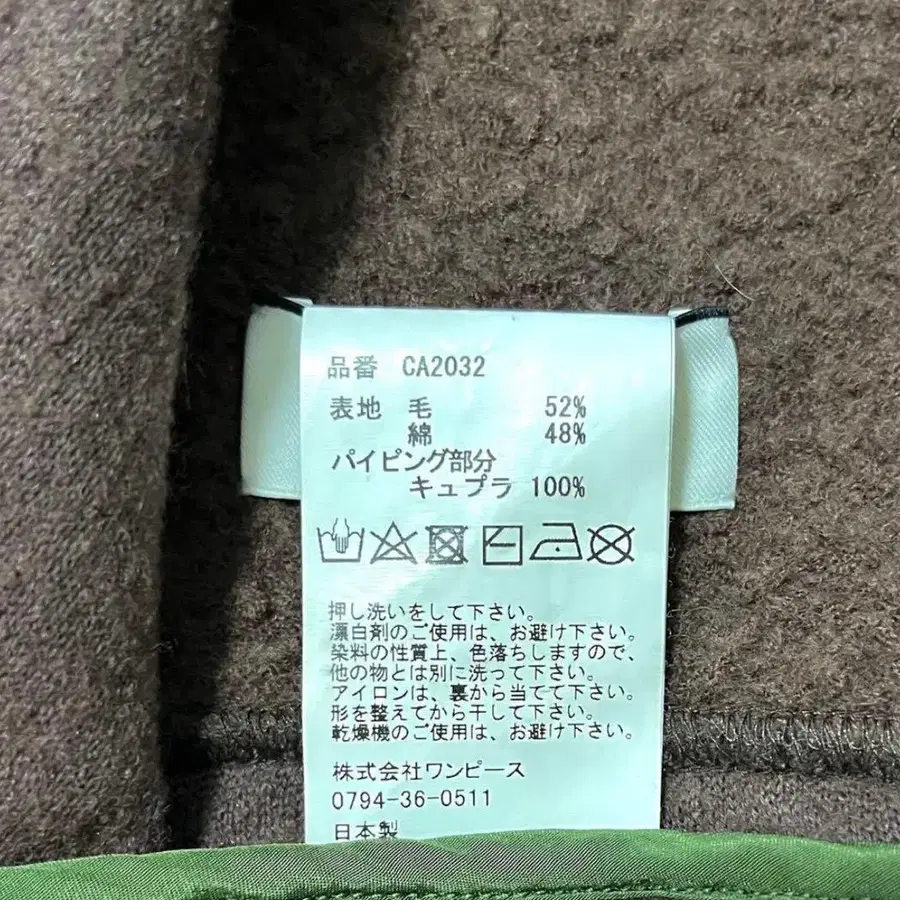 品番 CA2032
表地 毛 52%
綿 48%
パイピング部分
キュプラ 100%
押し洗いをして下さい。
漂白剤のご使用は、お避け下さい。
染料の性質上、色落ちしますので、
他の物とは別に洗って下さい。
アイロンは、裏から当てて下さい。
形を整えてから干して下さい。
乾燥機のご使用は、お避け下さい。
株式会社ワンピース
0794-36-0511
日本製